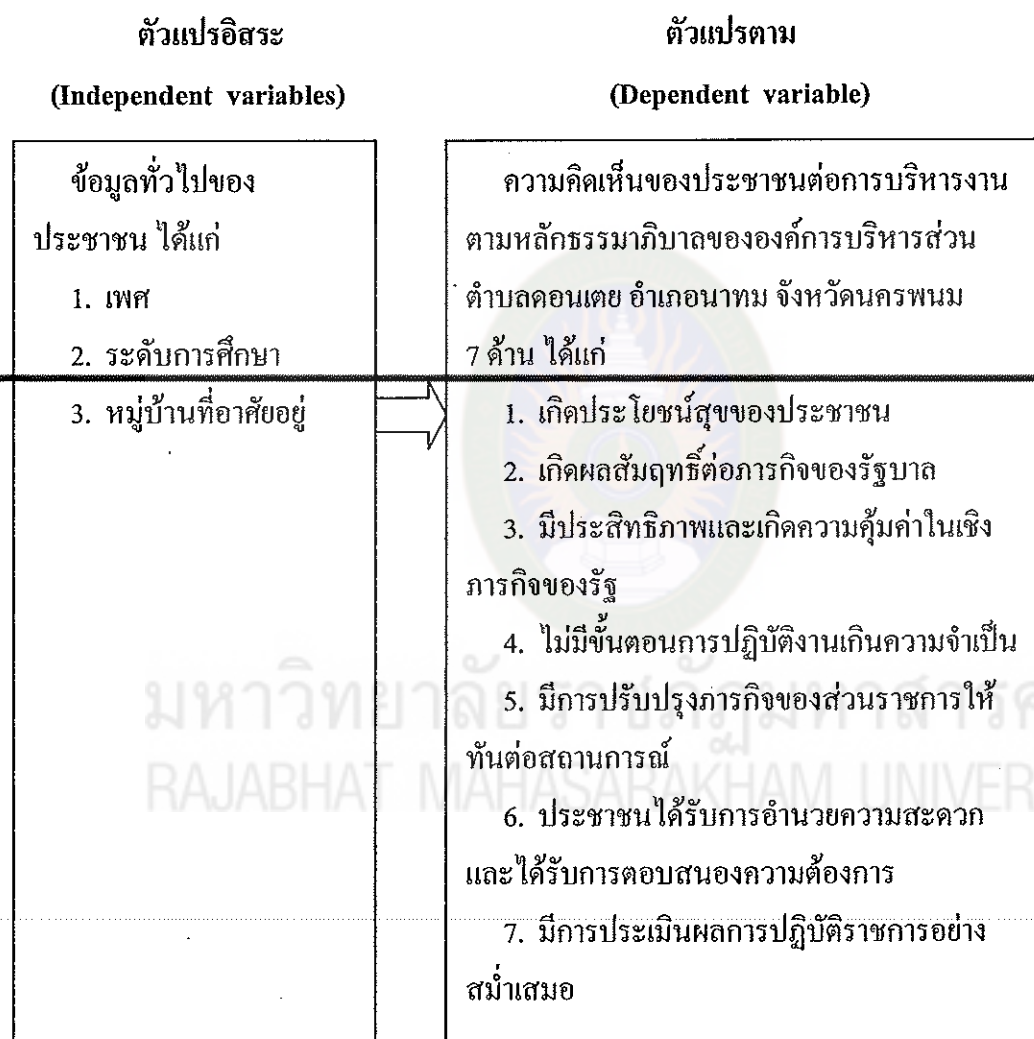 ตัวแปรอิสระ
(Independent variables)
ข้อมูลทั่วไปของ
ประชาชน ได้แก่
1. เพศ
2. ระดับการศึกษา
3. หมู่บ้านที่อาศัยอยู่
ตัวแปรตาม
(Dependent variable)
ความคิดเห็นของประชาชนต่อการบริหารงาน
ตามหลักธรรมาภิบาลขององค์การบริหารส่วน
ตำบลดอนเตย อำเภอนาทม จังหวัดนครพนม
7 ด้าน ได้แก่
1. เกิดประโยชน์สุขของประชาชน
2. เกิดผลสัมฤทธิ์ต่อภารกิจของรัฐบาล
3. มีประสิทธิภาพและเกิดความคุ้มค่าในเชิง
ภารกิจของรัฐ
4. ไม่มีขั้นตอนการปฏิบัติงานเกินความจำเป็น
5. มีการปรับปรุงภารกิจของส่วนราชการให้
ทันต่อสถานการณ์
6. ประชาชนได้รับการอำนวยความสะดวก
และได้รับการตอบสนองความต้องการ
7. มีการประเมินผลการปฏิบัติราชการอย่าง
สม่ำเสมอ
มหาวิทยาลัยราชภัฏมหาสารค
RAJABHAT MAHASARAKHAM UNIVER